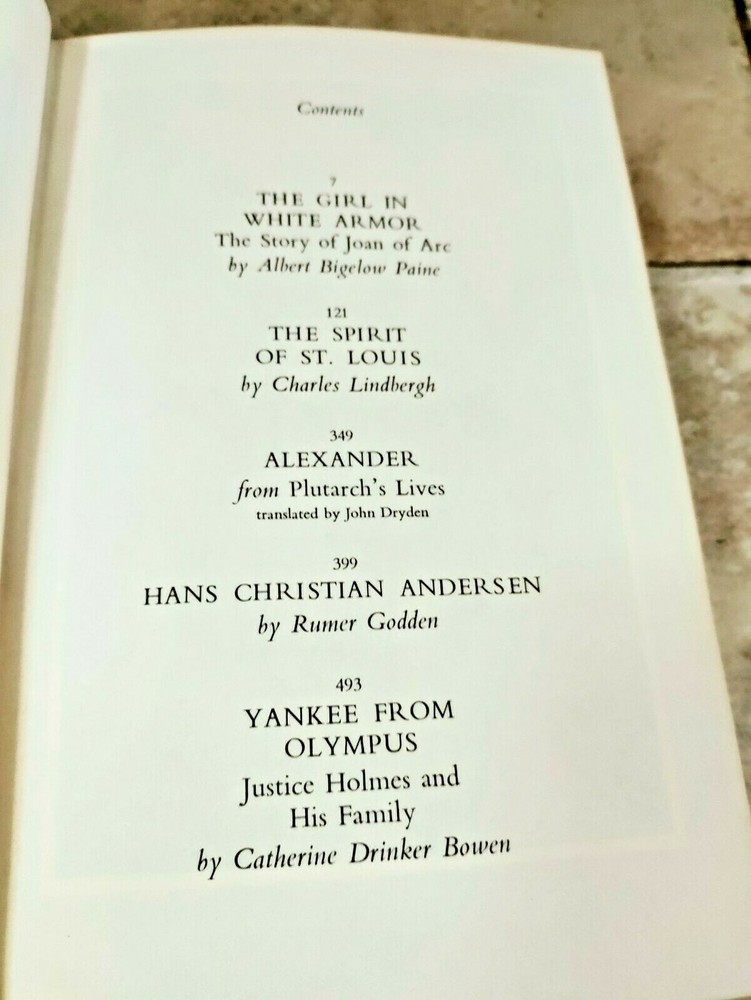 Contents
7
THE GIRL IN
WHITE ARMOR
The Story of Joan of Arc
by Albert Bigelow Paine
121
THE SPIRIT
OF ST. LOUIS
by Charles Lindbergh
349
ALEXANDER
from Plutarch's Lives
translated by John Dryden
399
HANS CHRISTIAN ANDERSEN
by Rumer Godden
493
YANKEE FROM
OLYMPUS
Justice Holmes and
His Family
by Catherine Drinker Bowen